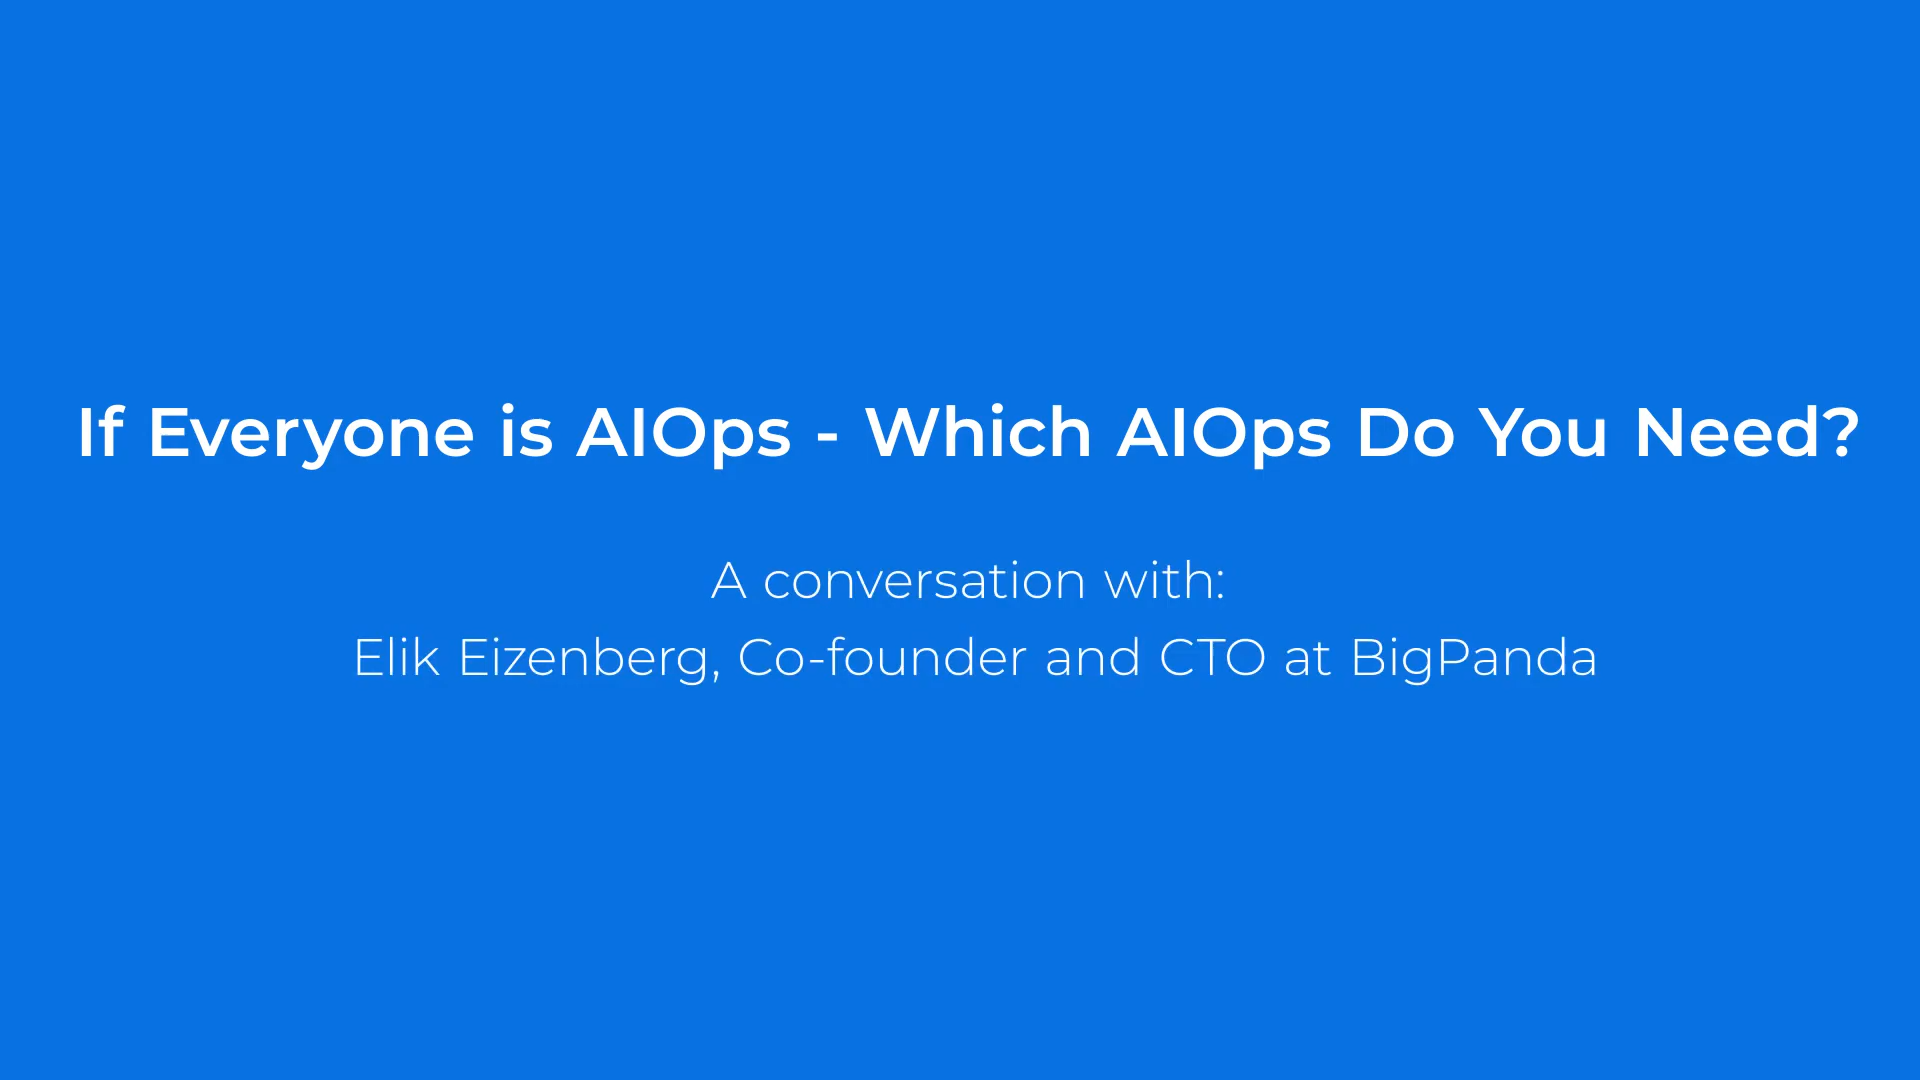 If Everyone is AIOps - Which AIOps Do You Need?
A conversation with:
Elik Eizenberg, Co-founder and CTO at BigPanda